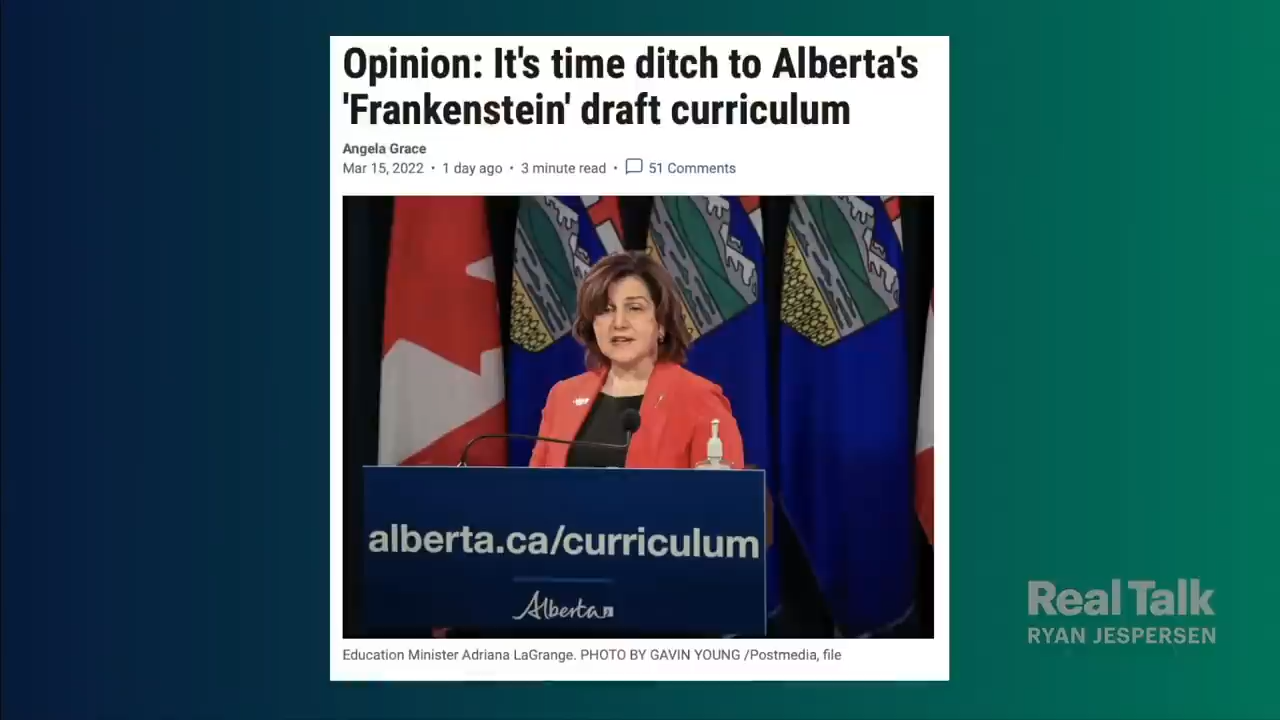 Opinion: It's time ditch to Alberta's
'Frankenstein' draft curriculum
Angela Grace
Mar 15, 2022 • 1 day ago • 3 minute read • 51 Comments
alberta.ca/curriculum
Alberta
Education Minister Adriana LaGrange. PHOTO BY GAVIN YOUNG /Postmedia, file
Real Talk
RYAN JESPERSEN